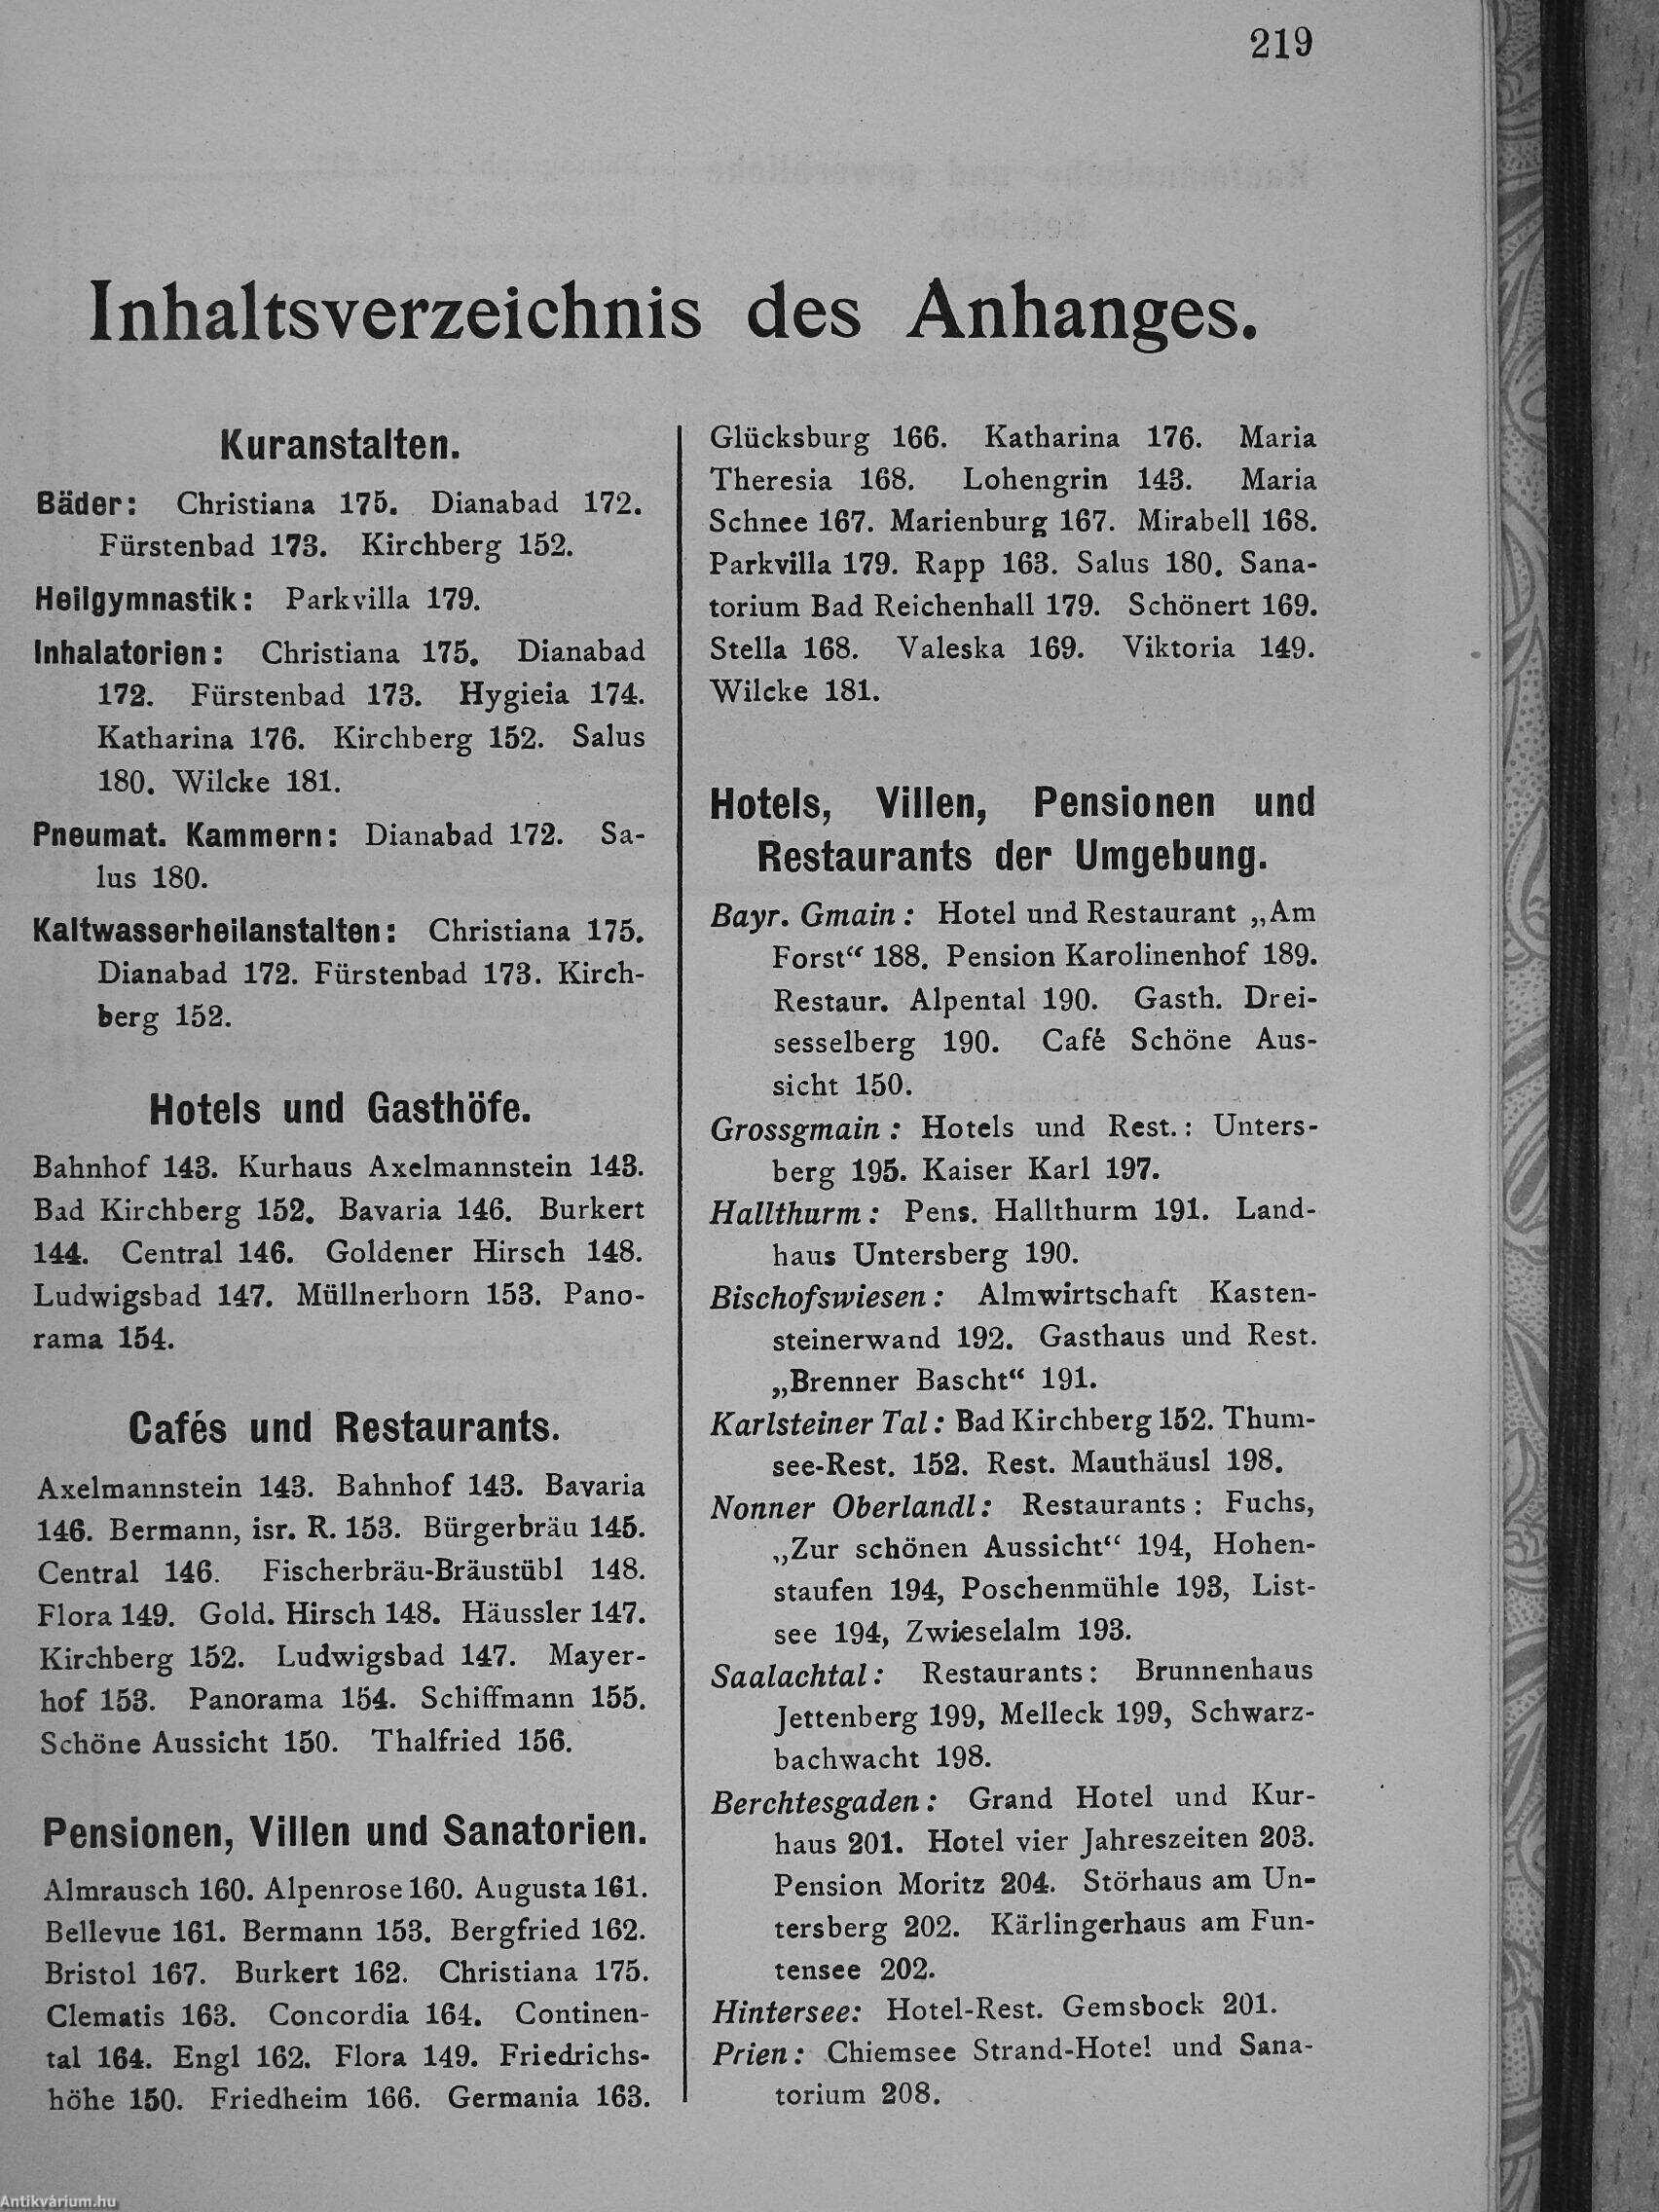 219
Inhaltsverzeichnis des Anhanges.
Kuranstalten.
Bäder: Christiana 175. Dianabad 172.
Fürstenbad 173. Kirchberg 152.
Heilgymnastik: Parkvilla 179.
Inhalatorien: Christiana 175. Dianabad
172. Fürstenbad 173. Hygieia 174.
Katharina 176. Kirchberg 152. Salus
180. Wilcke 181.
Pneumat. Kammern: Dianabad 172. Sa-
lus 180.
Kaltwasserheilanstalten: Christiana 175.
Dianabad 172. Fürstenbad 173. Kirch-
berg 152.
Hotels und Gasthöfe.
Bahnhof 143. Kurhaus Axelmannstein 143.
Bad Kirchberg 152. Bavaria 146. Burkert
144. Central 146. Goldener Hirsch 148.
Ludwigsbad 147. Müllnerhorn 153. Pano-
rama 154.
Cafés und Restaurants.
Axelmannstein 143. Bahnhof 143. Bavaria
146. Bermann, isr. R. 153. Bürgerbräu 145.
Central 146. Fischerbräu-Bräustübl 148.
Flora 149. Gold. Hirsch 148. Häussler 147.
Kirchberg 152. Ludwigsbad 147. Mayer-
hof 153. Panorama 154. Schiffmann 155.
Schöne Aussicht 150. Thalfried 156.
Pensionen, Villen und Sanatorien.
Almrausch 160. Alpenrose 160. Augusta 161.
Bellevue 161. Bermann 153. Bergfried 162.
Bristol 167. Burkert 162. Christiana 175.
Clematis 163. Concordia 164. Continen-
tal 164. Engl 162. Flora 149. Friedrichs-
höhe 150. Friedheim 166. Germania 163.
Glücksburg 166. Katharina 176. Maria
Theresia 168. Lohengrin 143. Maria
Schnee 167. Marienburg 167. Mirabell 168.
Parkvilla 179. Rapp 163. Salus 180. Sana-
torium Bad Reichenhall 179. Schönert 169.
Stella 168. Valeska 169. Viktoria 149.
Wilcke 181.
Hotels, Villen, Pensionen und
Restaurants der Umgebung.
Bayr. Gmain: Hotel und Restaurant „Am
Forst“ 188. Pension Karolinenhof 189.
Restaur. Alpental 190. Gasth. Drei-
sesselberg 190. Café Schöne Aus-
sicht 150.
Grossgmain: Hotels und Rest.: Unters-
berg 195. Kaiser Karl 197.
Hallthurm: Pens. Hallthurm 191. Land-
haus Untersberg 190.
Bischofswiesen: Almwirtschaft Kasten-
steinerwand 192. Gasthaus und Rest.
„Brenner Bascht“ 191.
Karlsteiner Tal: Bad Kirchberg 152. Thum-
see-Rest. 152. Rest. Mauthäusl 198.
Nonner Oberlandl: Restaurants: Fuchs,
„Zur schönen Aussicht“ 194, Hohen-
staufen 194, Poschenmühle 193, List-
see 194, Zwieselalm 193.
Saalachtal: Restaurants: Brunnenhaus
Jettenberg 199, Melleck 199, Schwarz-
bachwacht 198.
Berchtesgaden: Grand Hotel und Kur-
haus 201. Hotel vier Jahreszeiten 203.
Pension Moritz 204. Störhaus am Un-
tersberg 202. Kärlingerhaus am Fun-
tensee 202.
Hintersee: Hotel-Rest. Gemsbock 201.
Prien: Chiemsee Strand-Hotel und Sana-
torium 208.
Antikvárium.hu